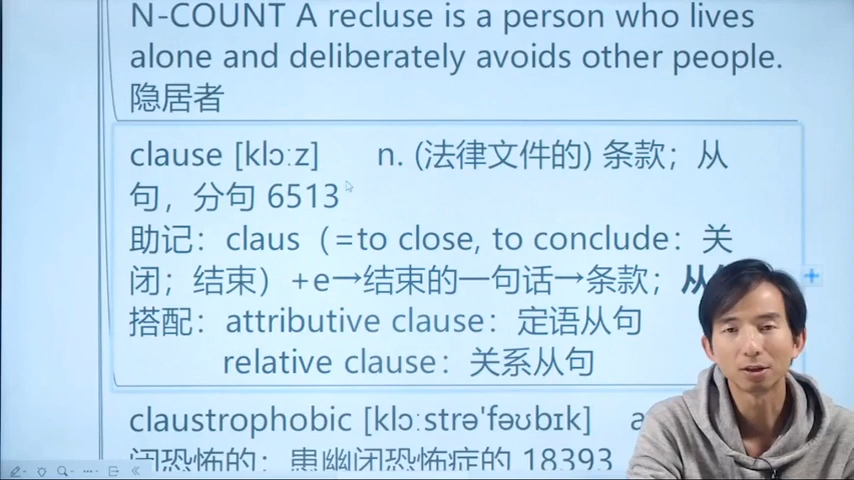 N-COUNT A recluse is a person who lives
alone and deliberately avoids other people.
隐居者
clause [klɔːz] n. (法律文件的) 条款；从
句，分句 6513
助记：claus（=to close, to conclude：关
闭；结束）+e→结束的一句话→条款；从
搭配：attributive clause：定语从句
relative clause：关系从句
claustrophobic [klɔːstrə'fəʊbɪk]
闭恐怖的；患幽闭恐怖症的 18393